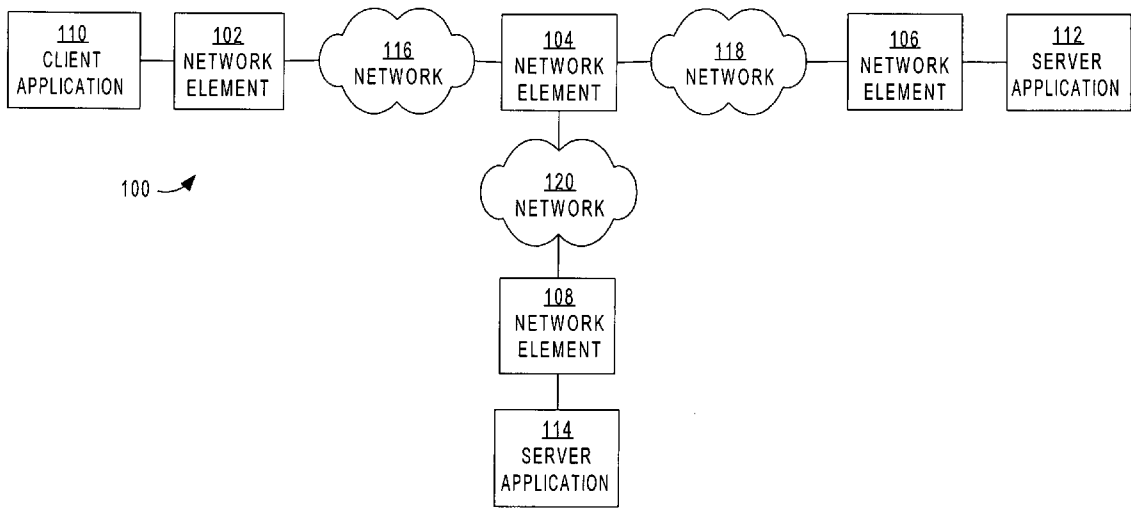 110
CLIENT
APPLICATION
102
NETWORK
ELEMENT
116
NETWORK
104
NETWORK
ELEMENT
118
NETWORK
106
NETWORK
ELEMENT
112
SERVER
APPLICATION
100
120
NETWORK
108
NETWORK
ELEMENT
114
SERVER
APPLICATION